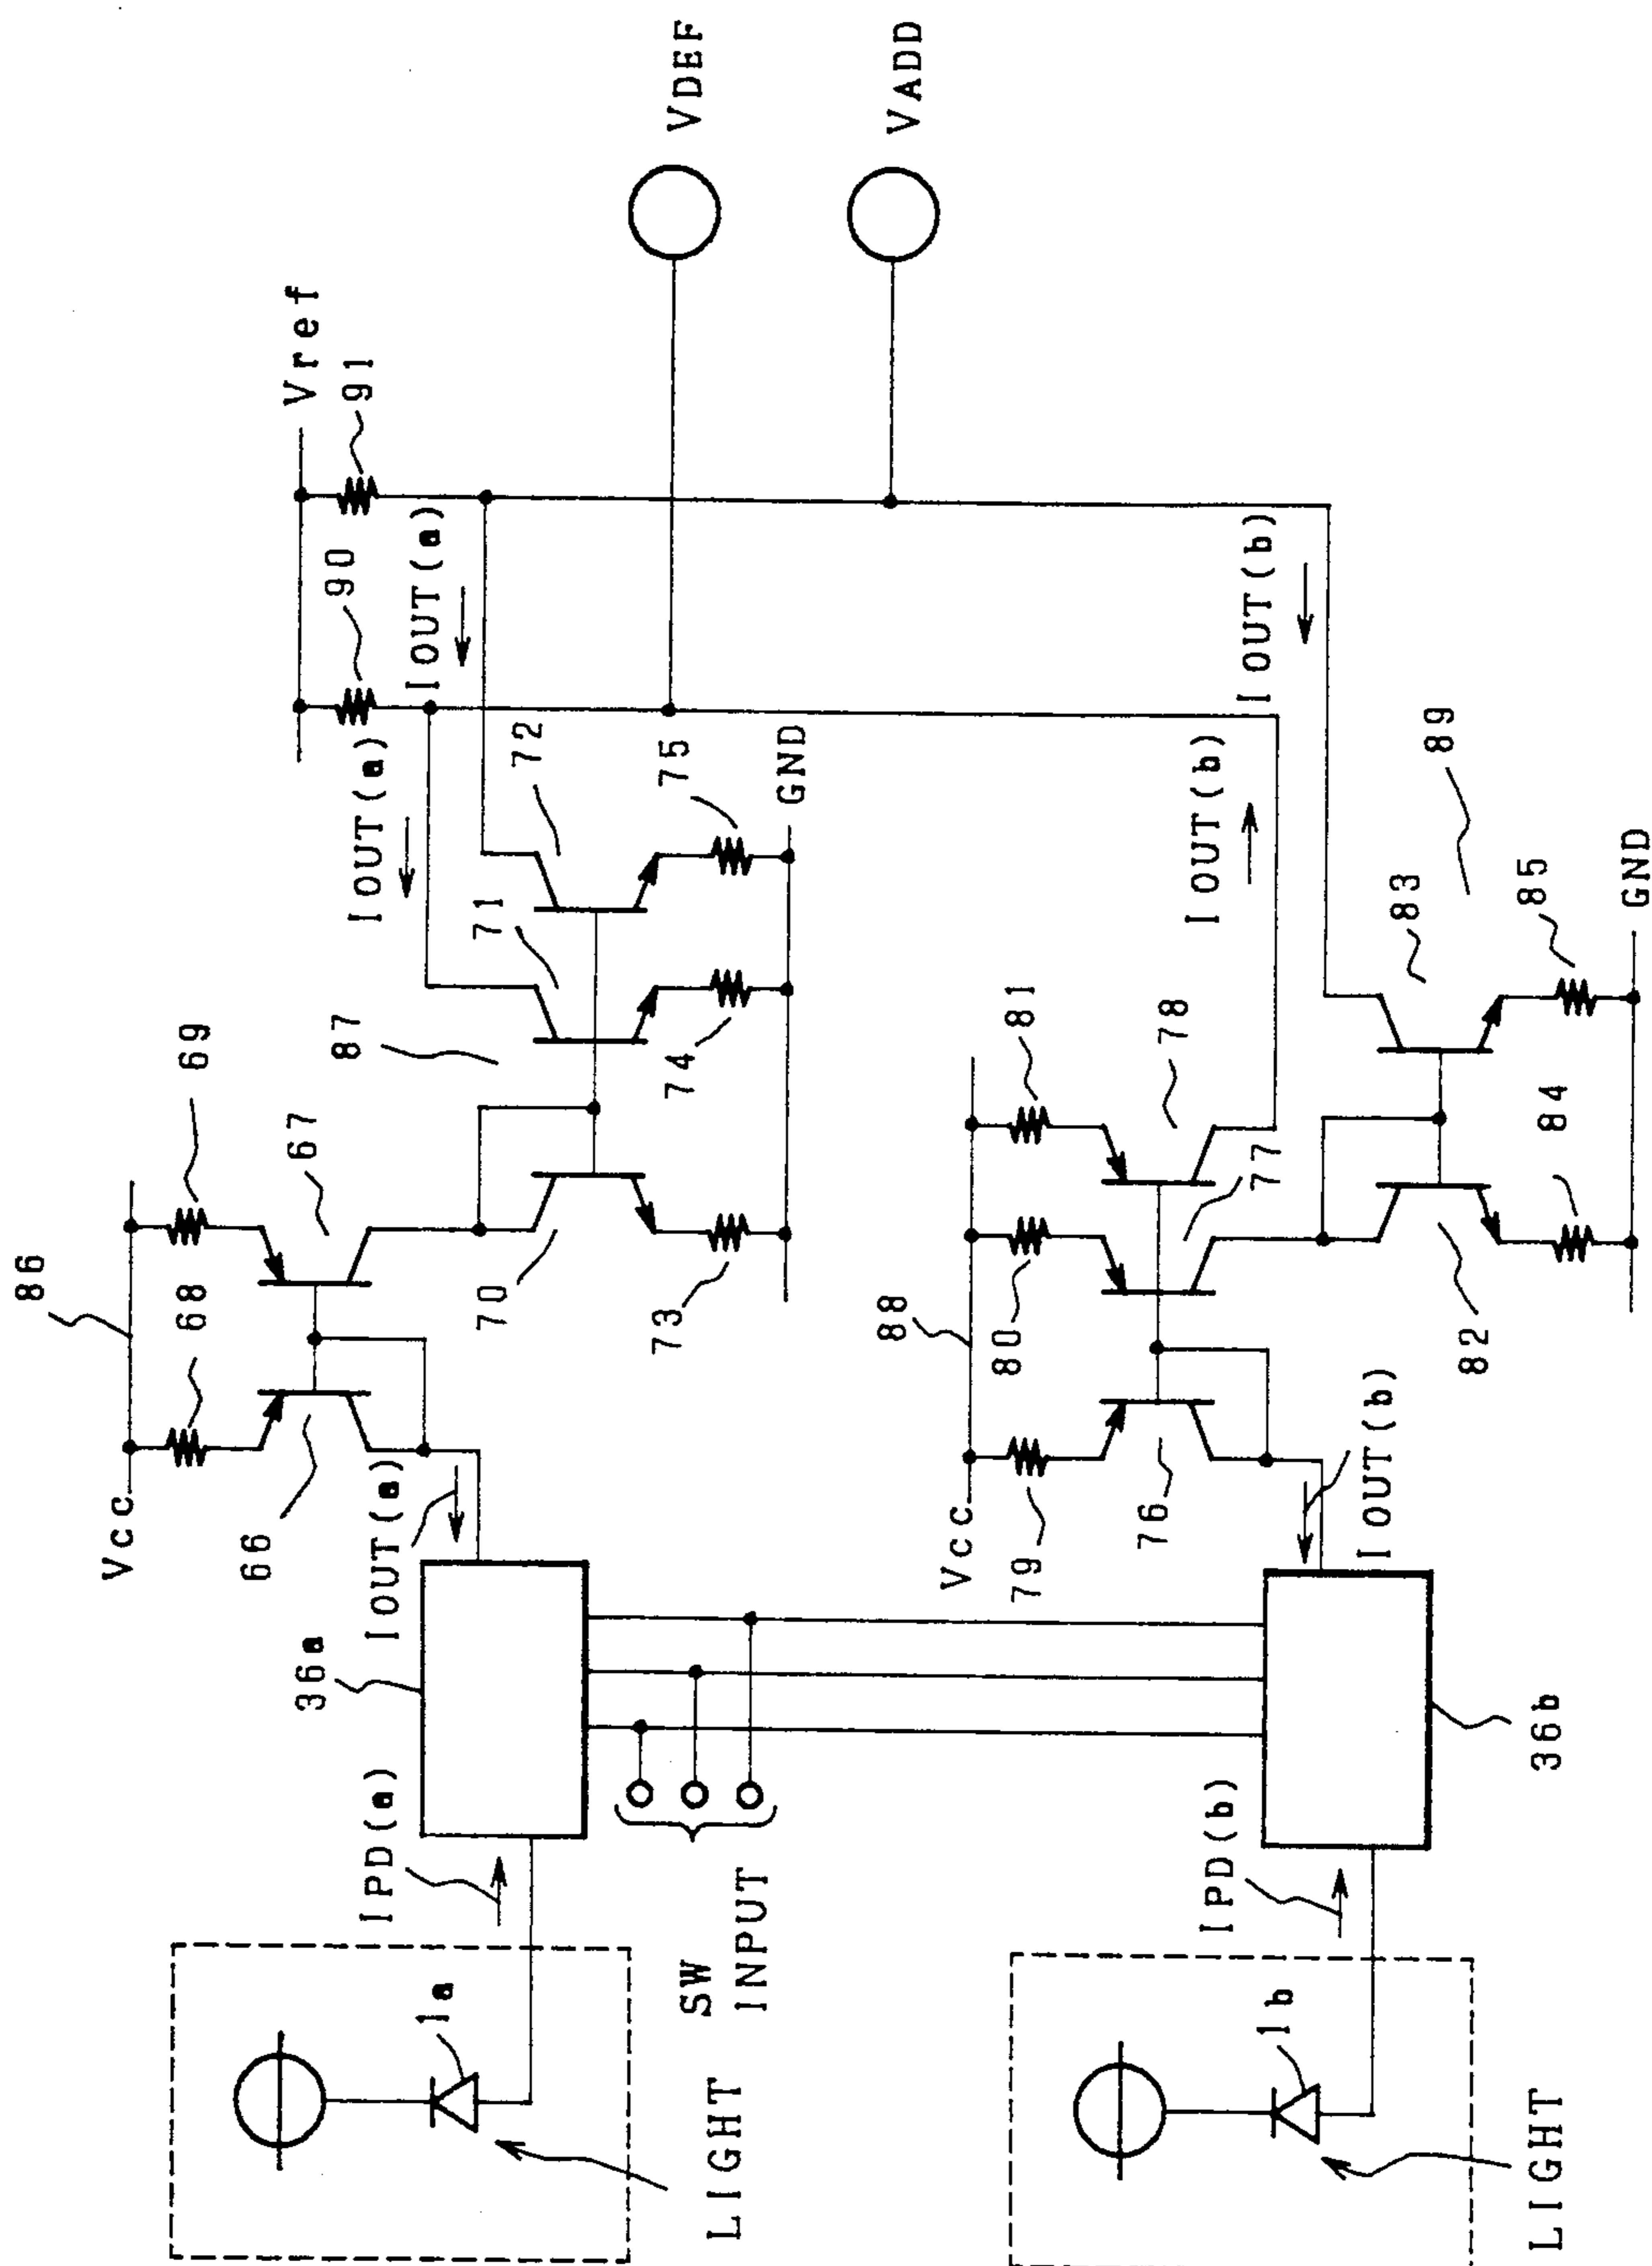 86
Vcc
68
69
66
67
36a
IPD(a)
IOUT(a)
1a
LIGHT
SW
INPUT
70
73
87
71
74
72
75
GND
IOUT(a)
IOUT(a)
90
91
Vref
VDEF
VADD
88
Vcc
79
80
81
76
77
78
IOUT(b)
IOUT(b)
IOUT(b)
36b
IPD(b)
1b
LIGHT
82
84
83
85
89
GND